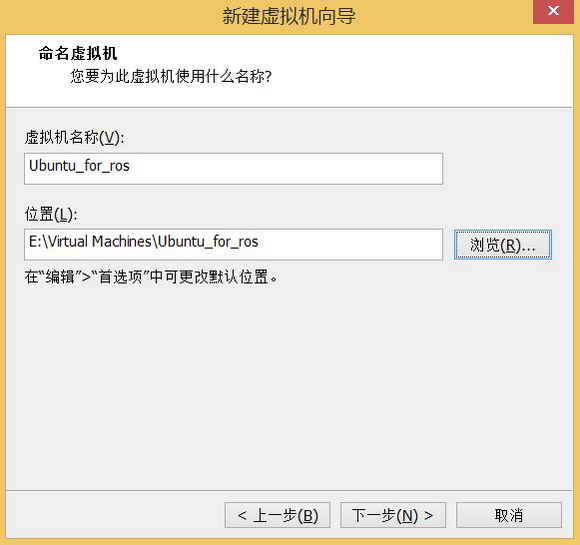 新建虚拟机向导
命名虚拟机
您要为此虚拟机使用什么名称?
虚拟机名称(V):
Ubuntu_for_ros
位置(L):
E:\Virtual Machines\Ubuntu_for_ros
浏览(R)...
在“编辑”>“首选项”中可更改默认位置。
< 上一步(B)
下一步(N) >
取消